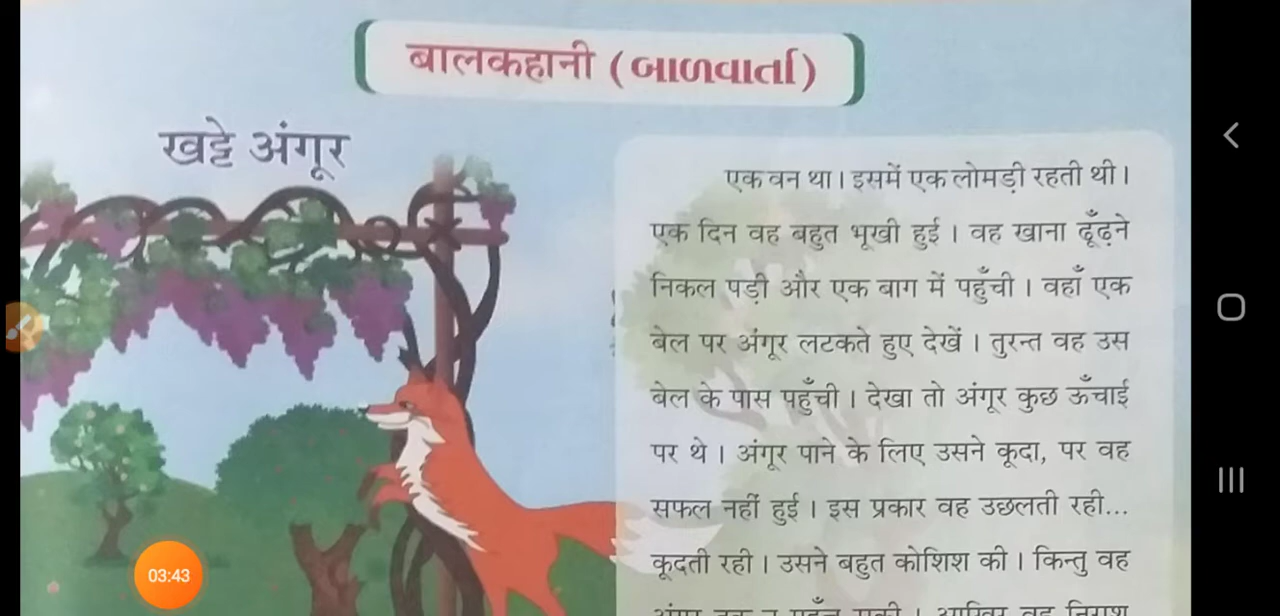 बालकहानी (બાળવાર્તા)
खट्टे अंगूर
एक वन था। इसमें एक लोमड़ी रहती थी।
एक दिन वह बहुत भूखी हुई। वह खाना ढूँढ़ने
निकल पड़ी और एक बाग में पहुँची। वहाँ एक
बेल पर अंगूर लटकते हुए देखें। तुरन्त वह उस
बेल के पास पहुँची। देखा तो अंगूर कुछ ऊँचाई
पर थे। अंगूर पाने के लिए उसने कूदा, पर वह
सफल नहीं हुई। इस प्रकार वह उछलती रही...
कूदती रही। उसने बहुत कोशिश की। किन्तु वह
03:43